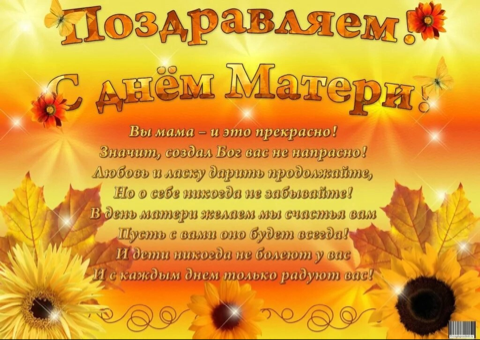 Поздравляем!
С днём Матери!
Вы мама – и это прекрасно!
Значит, создал Бог вас не напрасно!
Любовь и ласку дарить продолжайте,
Но о себе никогда не забывайте!
В день матери желаем мы счастья вам
Пусть с вами оно будет всегда!
И дети никогда не болеют у вас
И с каждым днем только радуют вас!